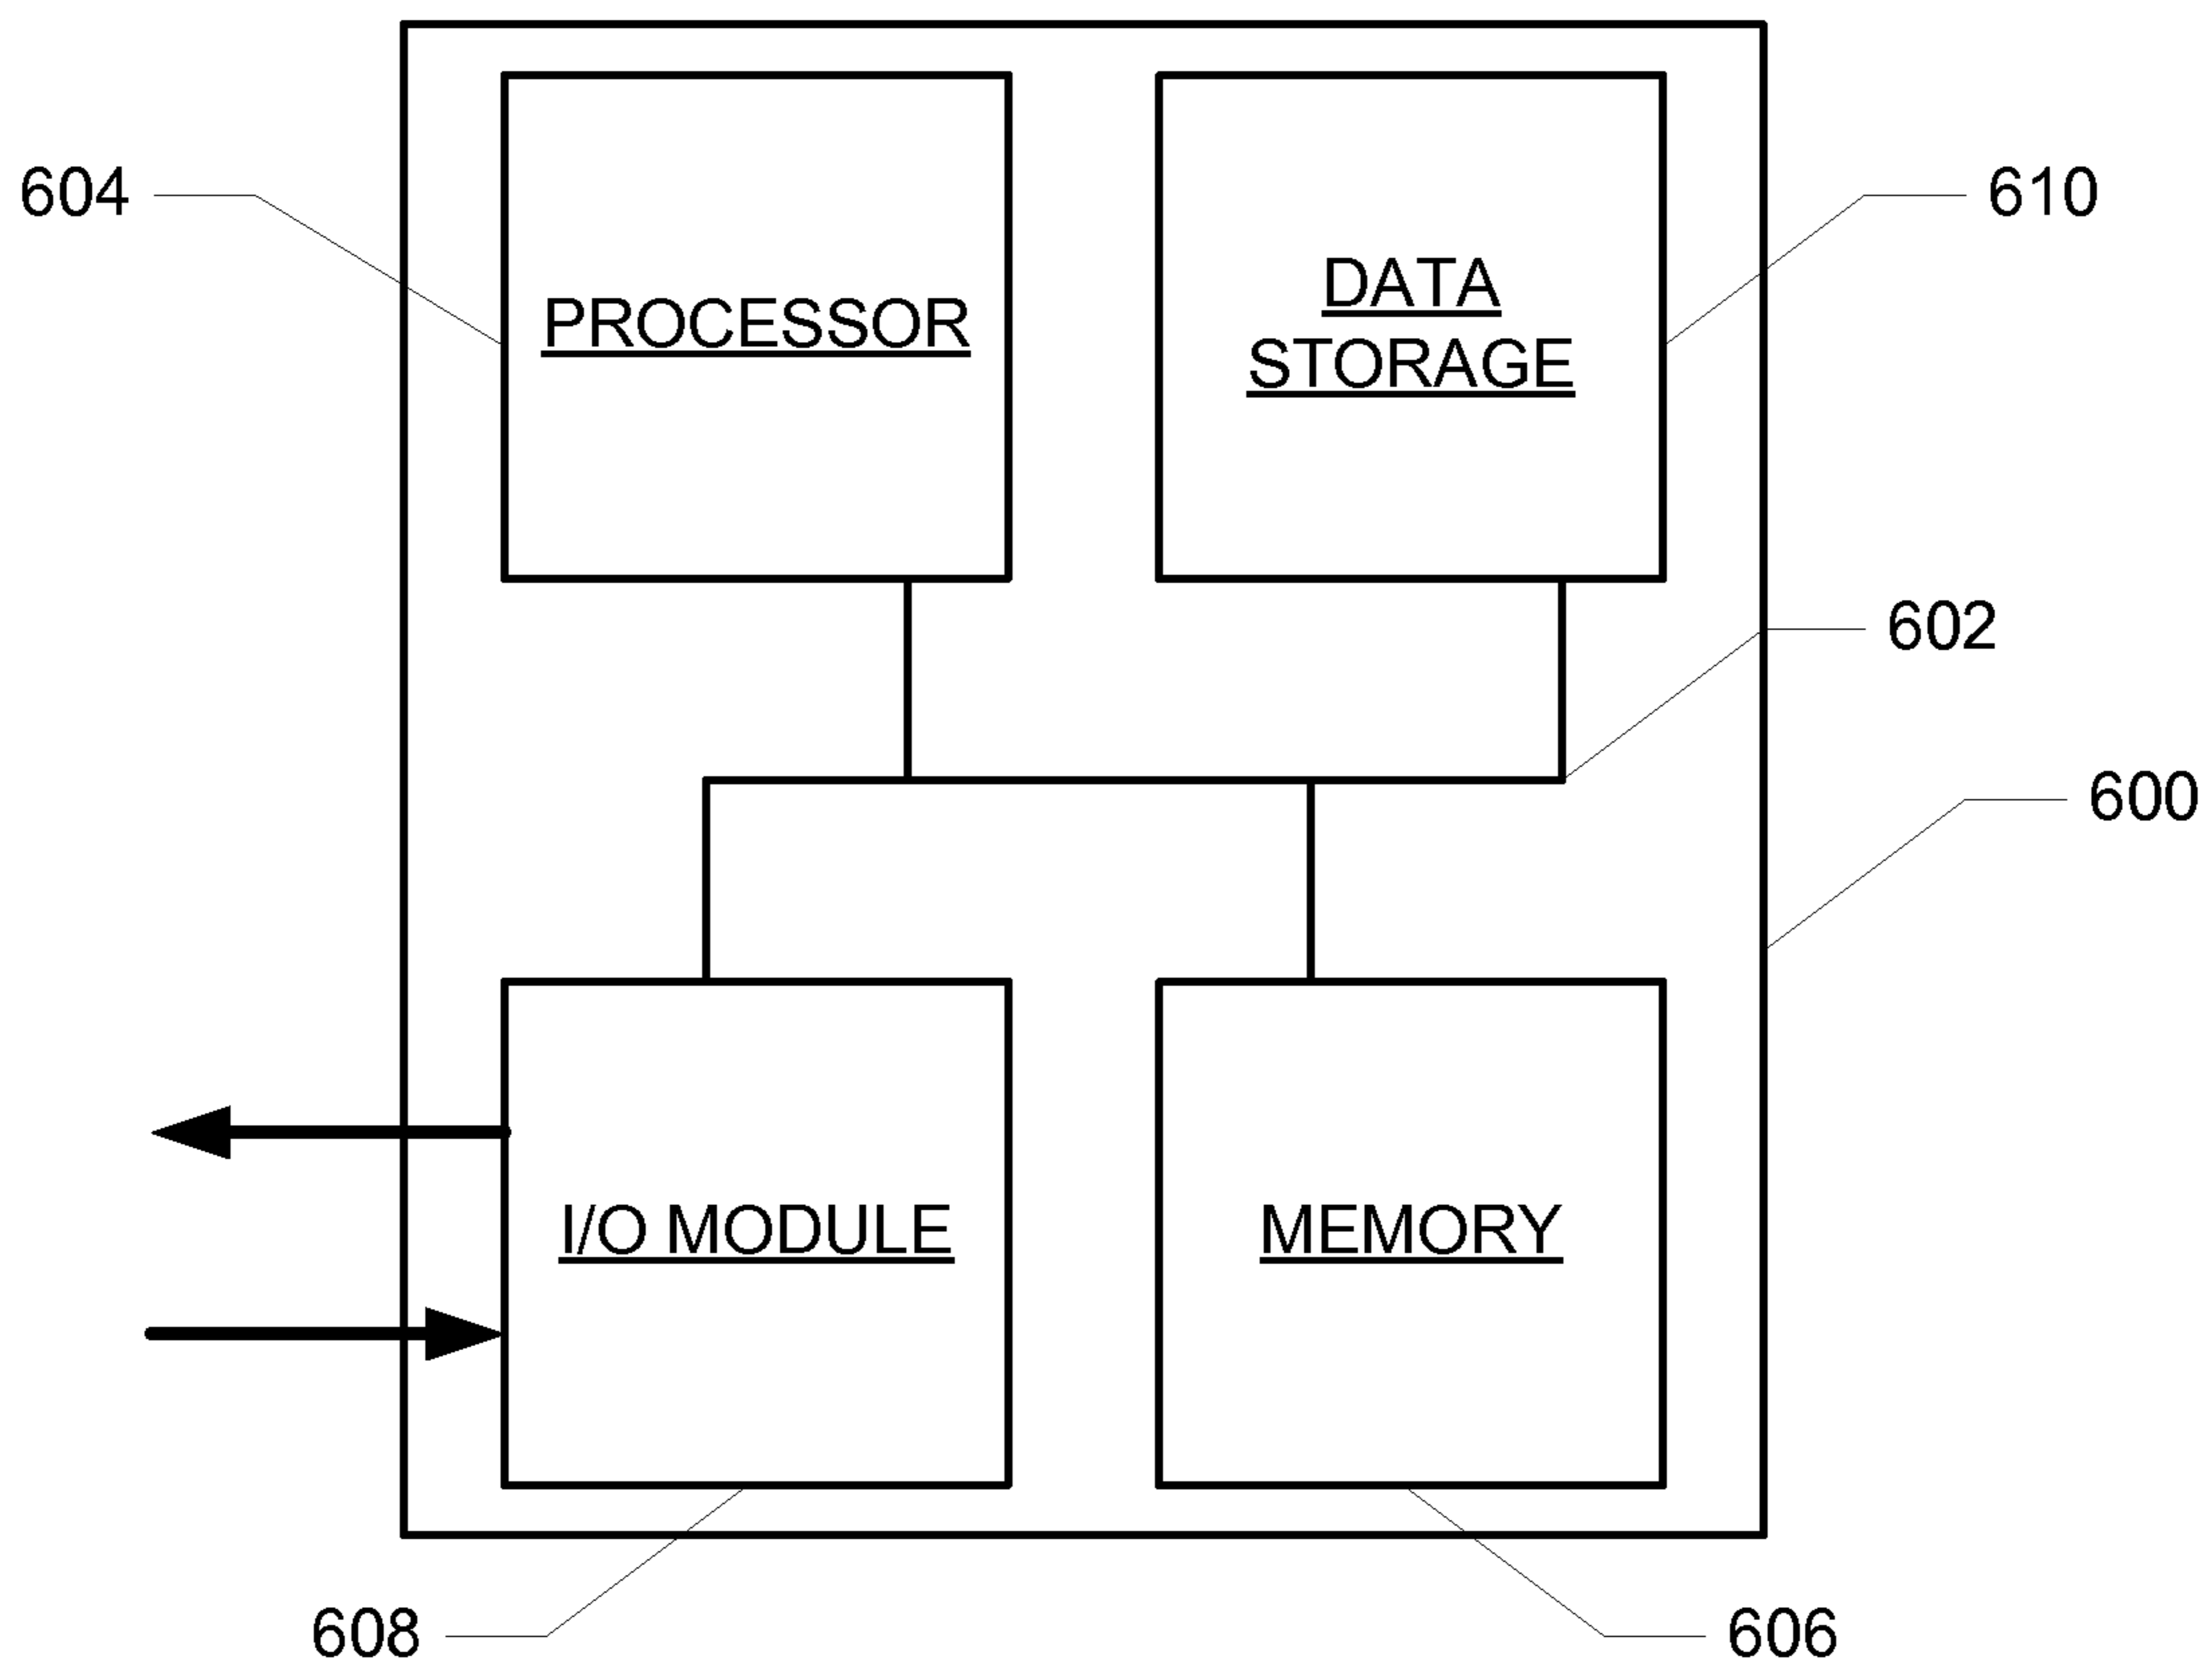 604
PROCESSOR
DATA
STORAGE
610
602
600
I/O MODULE
MEMORY
608
606